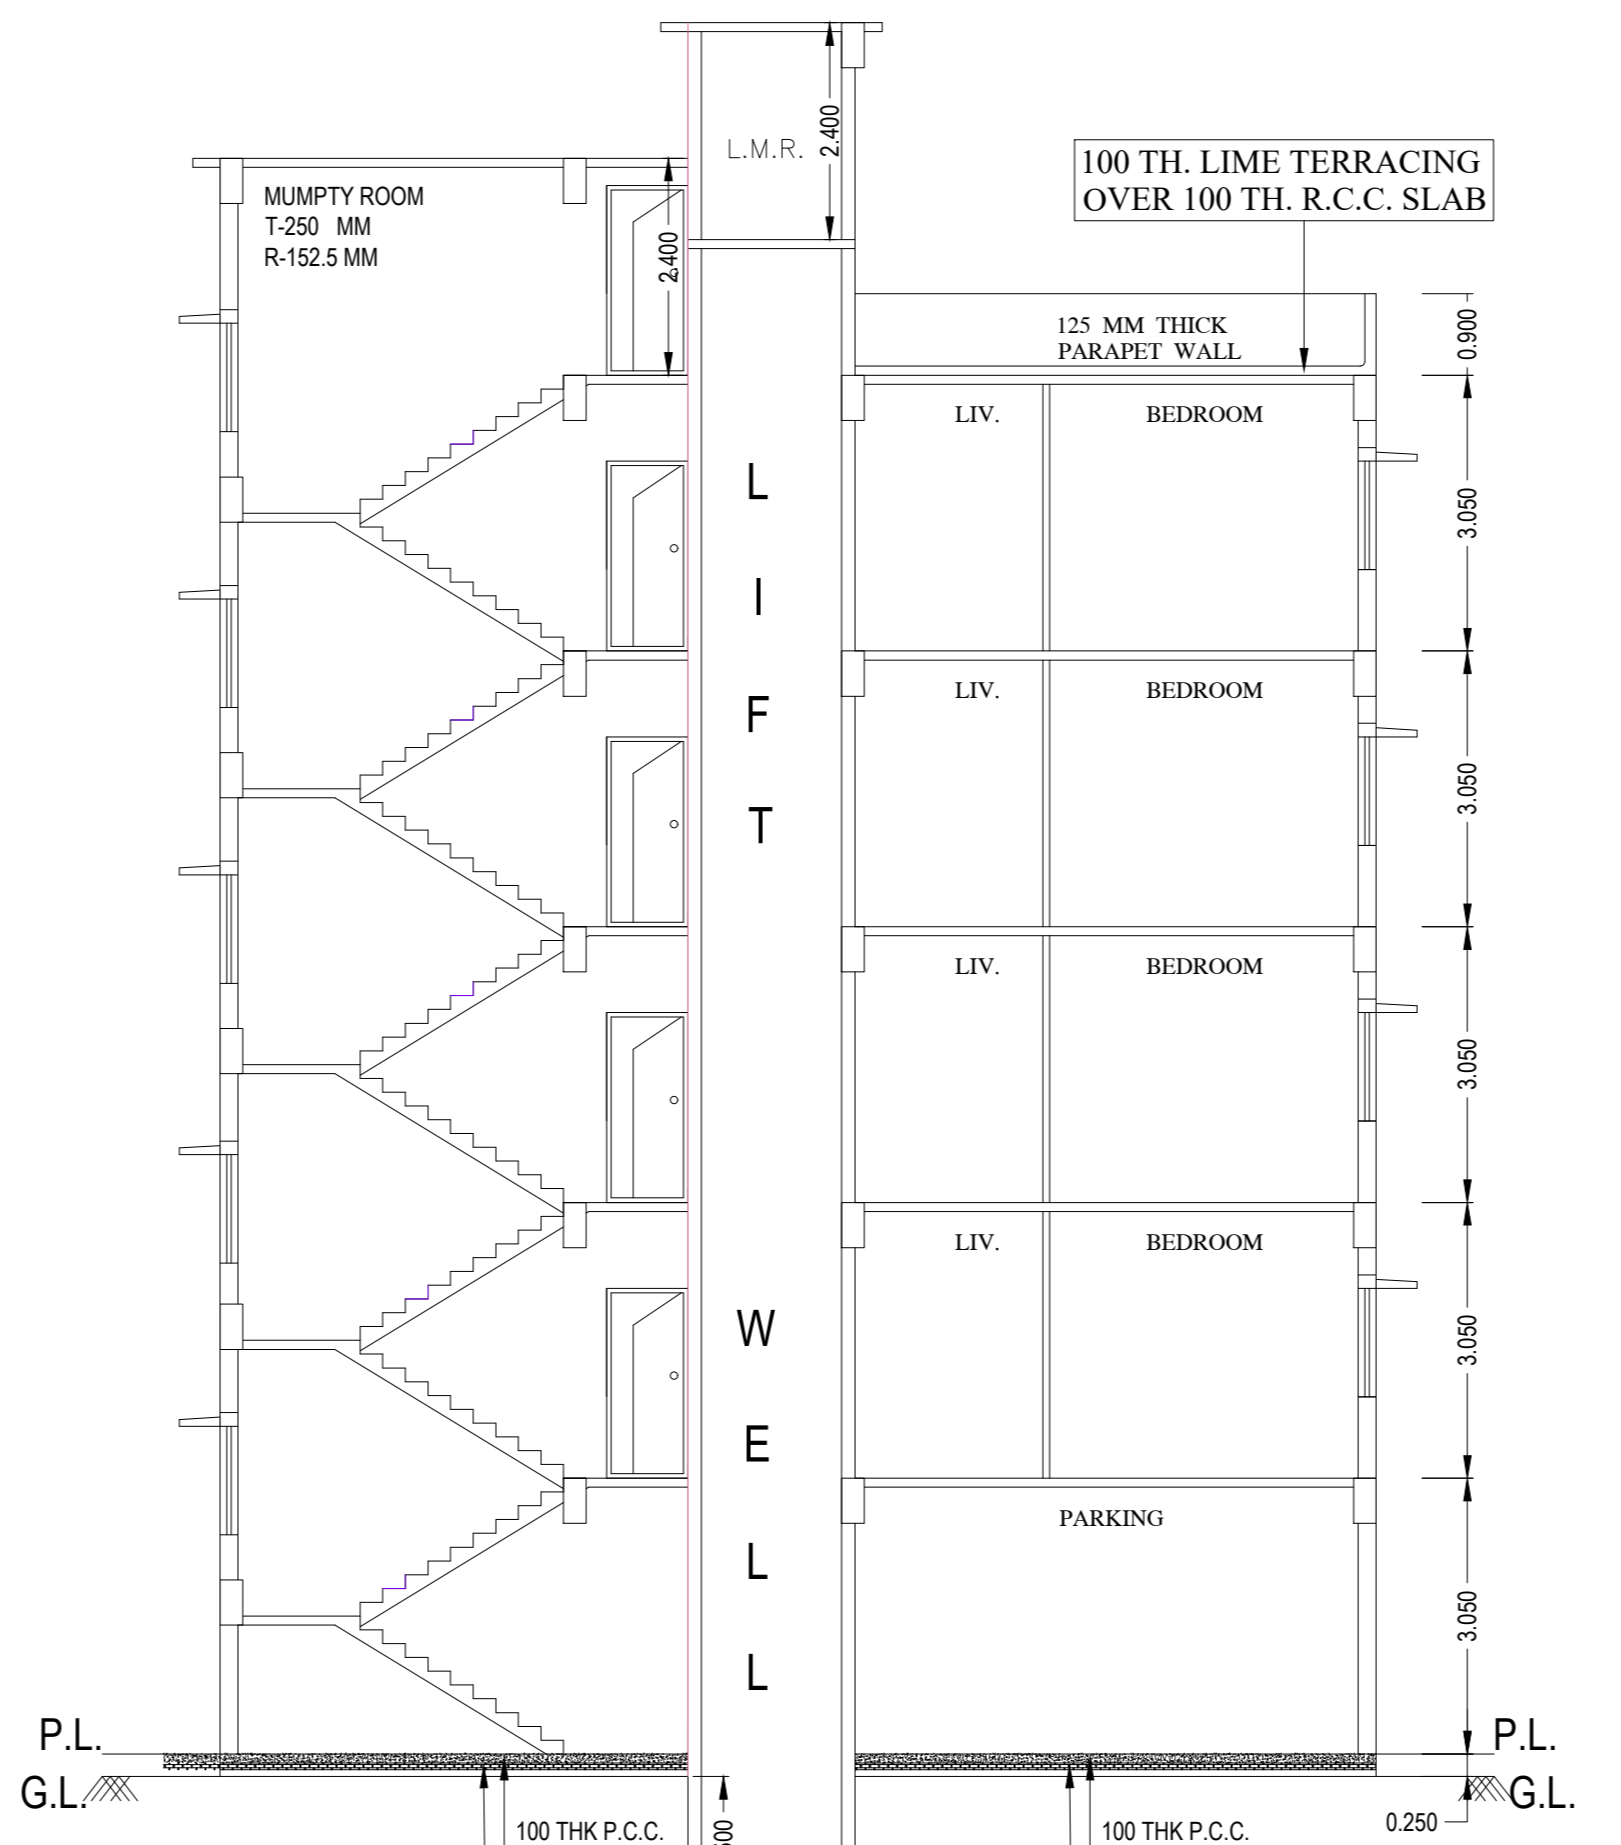 L.M.R.
2.400
100 TH. LIME TERRACING
OVER 100 TH. R.C.C. SLAB
MUMPTY ROOM
T-250 MM
R-152.5 MM
2.400
125 MM THICK
PARAPET WALL
0.900
LIV.
BEDROOM
3.050
LIV.
BEDROOM
3.050
LIV.
BEDROOM
3.050
LIV.
BEDROOM
3.050
L
I
F
T
W
E
L
L
PARKING
3.050
P.L.
P.L.
G.L.
G.L.
0.250
100 THK P.C.C.
100 THK P.C.C.